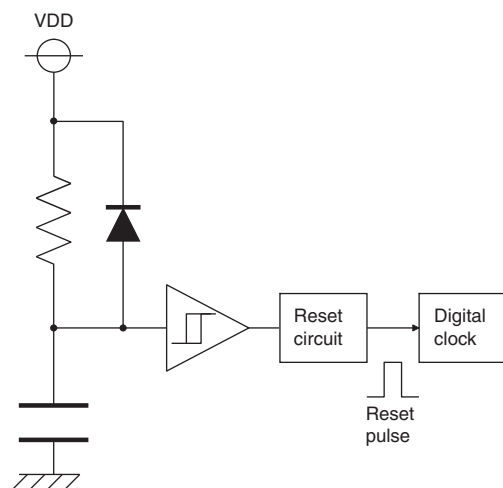 VDD
Reset
circuit
Digital
clock
Reset
pulse